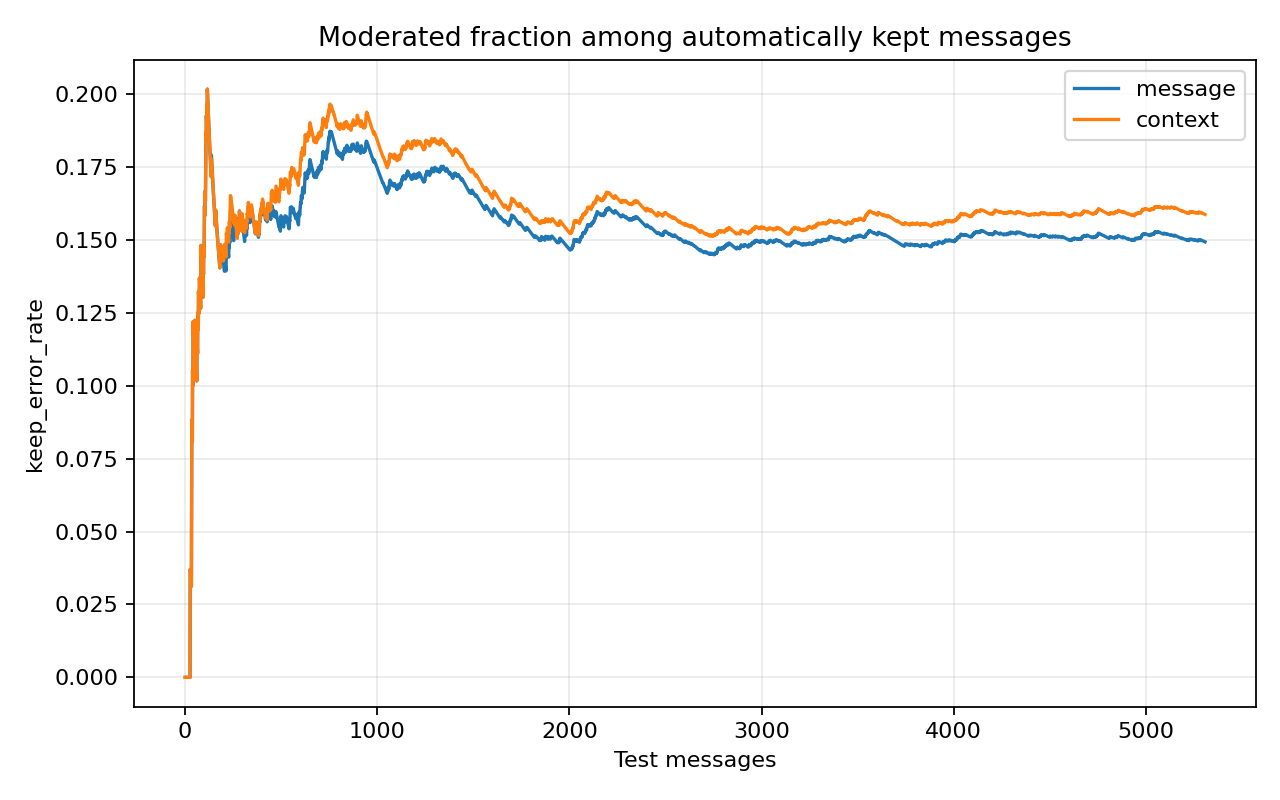 Moderated fraction among automatically kept messages
message
context
keep_error_rate
0.200
0.175
0.150
0.125
0.100
0.075
0.050
0.025
0.000
0 1000 2000 3000 4000 5000
Test messages